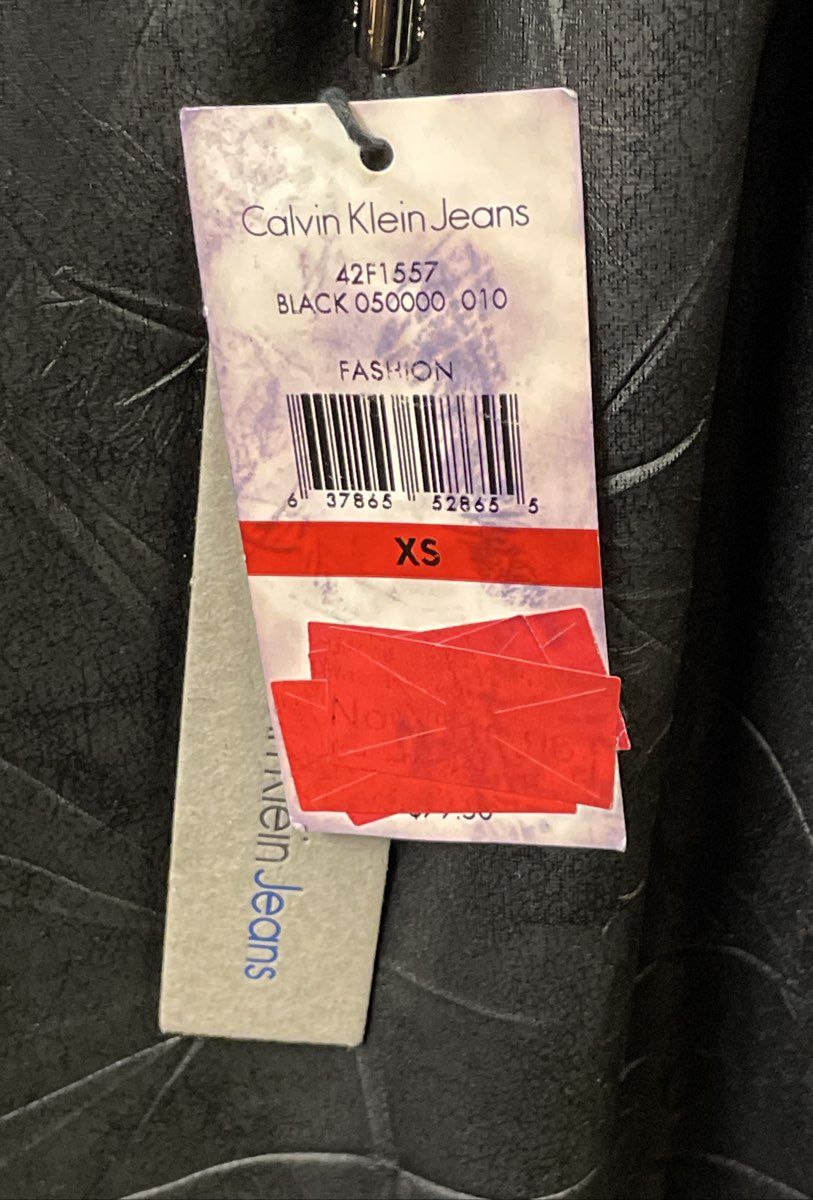 Calvin Klein Jeans
42F1557
BLACK 050000 010
FASHION
6 37865 52865 5
XS
Klein Jeans